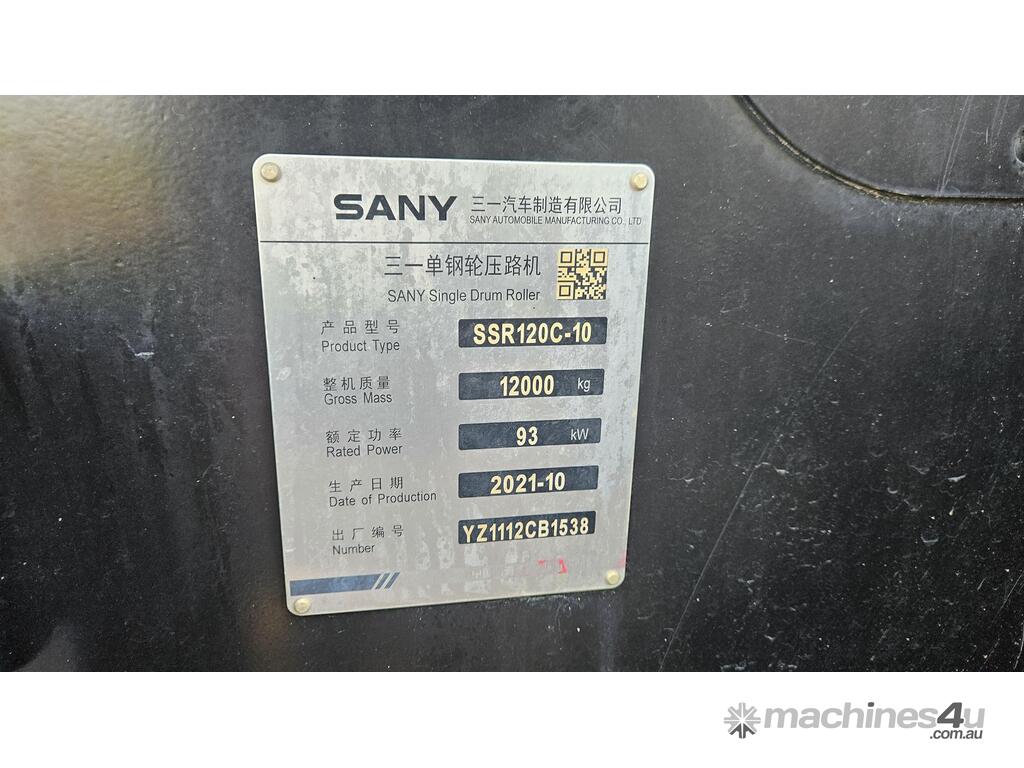 SANY 三一汽车制造有限公司
SANY AUTOMOBILE MANUFACTURING CO., LTD
三一单钢轮压路机
SANY Single Drum Roller
产品型号 SSR120C-10
Product Type
整机质量 12000 kg
Gross Mass
额定功率 93 kW
Rated Power
生产日期 2021-10
Date of Production
出厂编号 YZ1112CB1538
Number
machines4u
.com.au